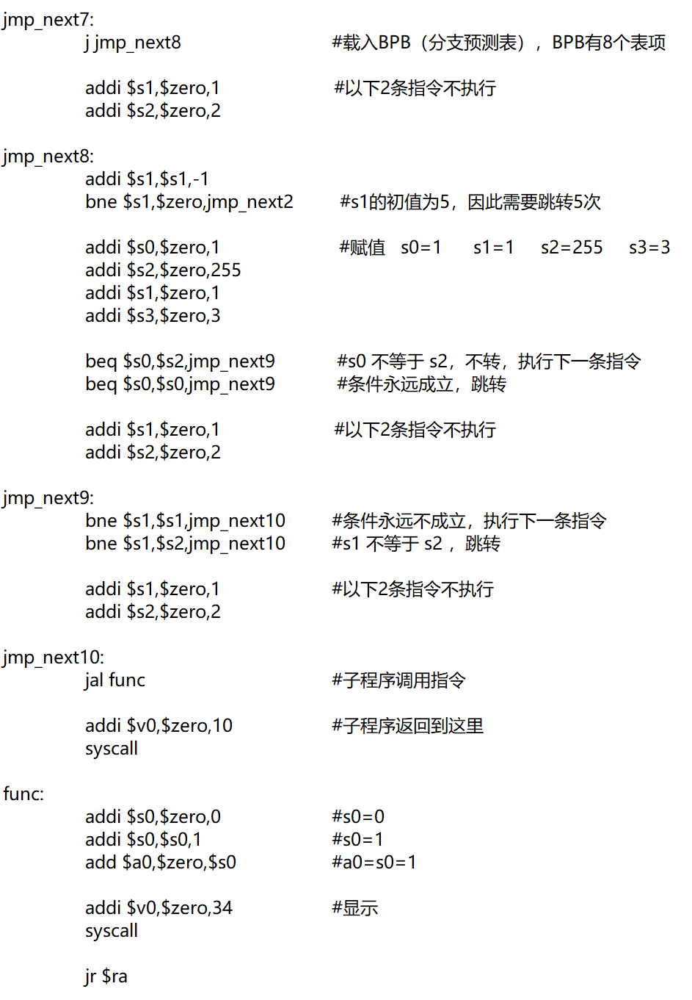 jmp_next7:
j jmp_next8 #载入BPB（分支预测表），BPB有8个表项
addi $s1,$zero,1 #以下2条指令不执行
addi $s2,$zero,2
jmp_next8:
addi $s1,$s1,-1
bne $s1,$zero,jmp_next2 #s1的初值为5，因此需要跳转5次
addi $s0,$zero,1 #赋值 s0=1 s1=1 s2=255 s3=3
addi $s2,$zero,255
addi $s1,$zero,1
addi $s3,$zero,3
beq $s0,$s2,jmp_next9 #s0 不等于 s2，不转，执行下一条指令
beq $s0,$s0,jmp_next9 #条件永远成立，跳转
addi $s1,$zero,1 #以下2条指令不执行
addi $s2,$zero,2
jmp_next9:
bne $s1,$s1,jmp_next10 #条件永远不成立，执行下一条指令
bne $s1,$s2,jmp_next10 #s1 不等于 s2 ，跳转
addi $s1,$zero,1 #以下2条指令不执行
addi $s2,$zero,2
jmp_next10:
jal func #子程序调用指令
addi $v0,$zero,10 #子程序返回到这里
syscall
func:
addi $s0,$zero,0 #s0=0
addi $s0,$s0,1 #s0=1
add $a0,$zero,$s0 #a0=s0=1
addi $v0,$zero,34 #显示
syscall
jr $ra